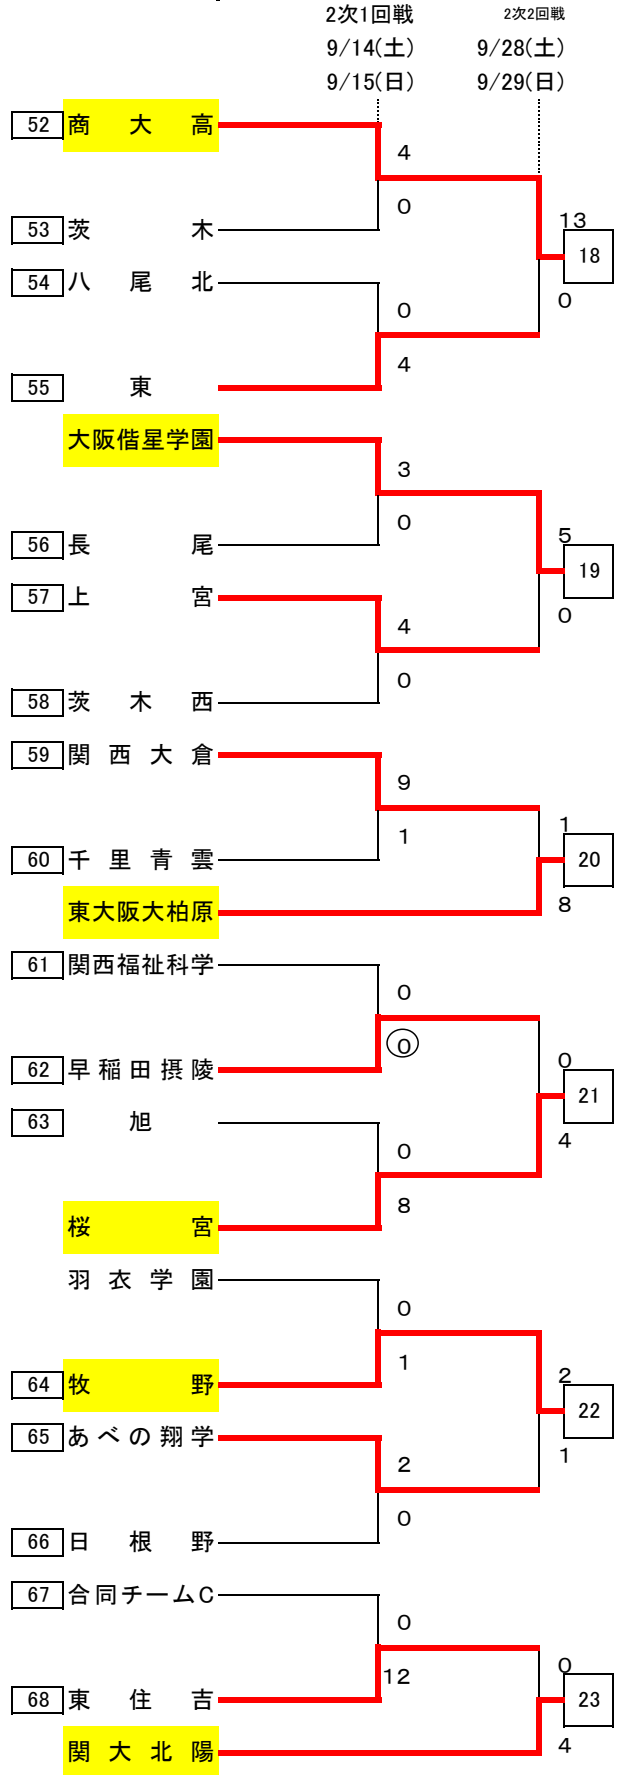 2次1回戦 2次2回戦
9/14(土) 9/28(土)
9/15(日) 9/29(日)
52 商大高
4
0
53 茨木
13
18
54 八尾北
0
0
4
55 東
大阪偕星学園
3
0
5
56 長尾
19
57 上宮
0
4
0
58 茨木西
59 関西大倉
9
1
1
60 千里青雲
20
8
東大阪大柏原
61 関西福祉科学
0
0
0
62 早稲田摂陵
21
63 旭
4
0
8
桜宮
羽衣学園
0
1
2
64 牧野
22
65 あべの翔学
1
2
0
66 日根野
67 合同チームC
0
0
12
68 東住吉
23
4
関大北陽